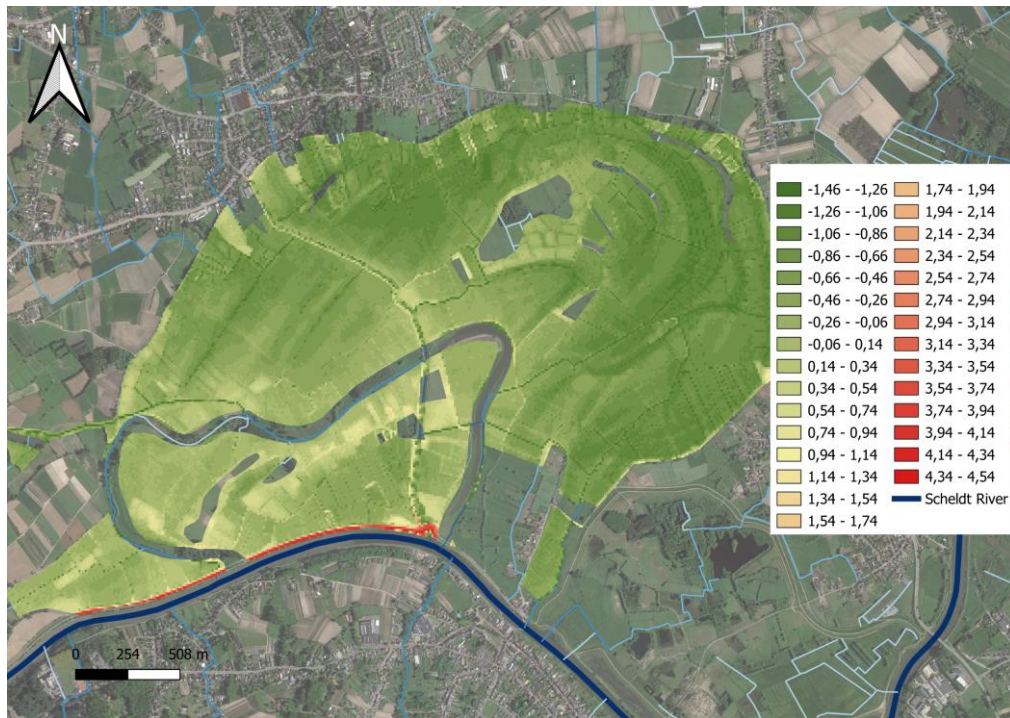 N
-1,46 - -1,26
-1,26 - -1,06
-1,06 - -0,86
-0,86 - -0,66
-0,66 - -0,46
-0,46 - -0,26
-0,26 - -0,06
-0,06 - 0,14
0,14 - 0,34
0,34 - 0,54
0,54 - 0,74
0,74 - 0,94
0,94 - 1,14
1,14 - 1,34
1,34 - 1,54
1,54 - 1,74
1,74 - 1,94
1,94 - 2,14
2,14 - 2,34
2,34 - 2,54
2,54 - 2,74
2,74 - 2,94
2,94 - 3,14
3,14 - 3,34
3,34 - 3,54
3,54 - 3,74
3,74 - 3,94
3,94 - 4,14
4,14 - 4,34
4,34 - 4,54
Scheldt River
0 254 508 m